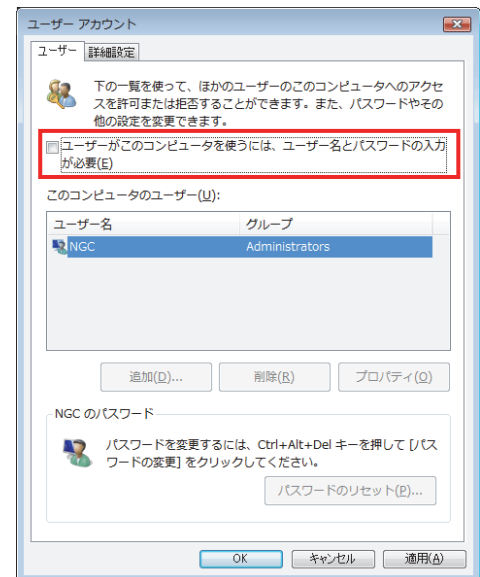 ユーザー アカウント
ユーザー 詳細設定
下の一覧を使って、ほかのユーザーのこのコンピュータへのアクセ
スを許可または拒否することができます。また、パスワードやその
他の設定を変更できます。
ユーザーがこのコンピュータを使うには、ユーザー名とパスワードの入力
が必要(E)
このコンピュータのユーザー(U):
ユーザー名 グループ
NGC Administrators
追加(D)... 削除(R) プロパティ(O)
NGC のパスワード
パスワードを変更するには、Ctrl+Alt+Del キーを押して [パス
ワードの変更] をクリックしてください。
パスワードのリセット(P)...
OK キャンセル 適用(A)